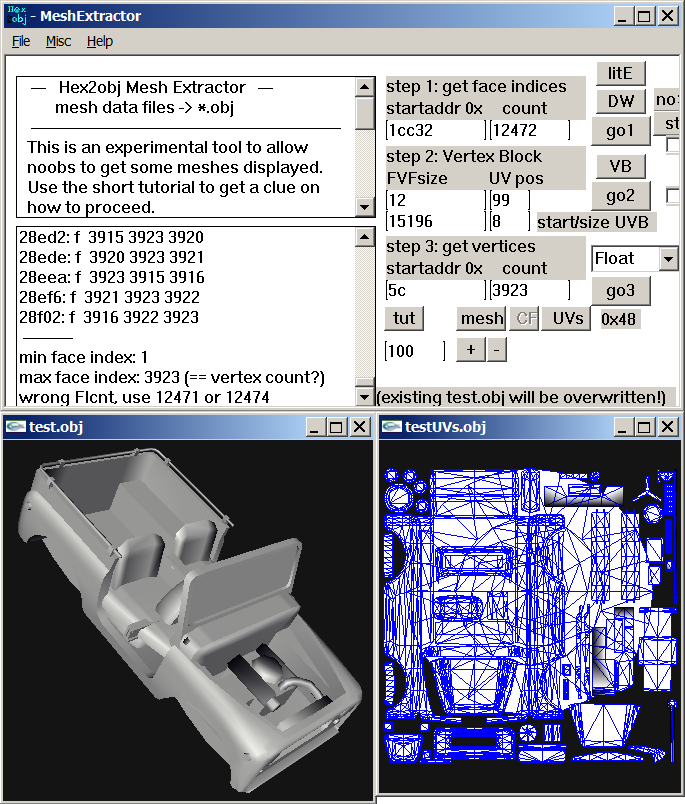 Hex
obj - MeshExtractor
File Misc Help
— Hex2obj Mesh Extractor —
mesh data files -> *.obj
This is an experimental tool to allow
noobs to get some meshes displayed.
Use the short tutorial to get a clue on
how to proceed.
28ed2: f 3915 3923 3920
28ede: f 3920 3923 3921
28eea: f 3923 3915 3916
28ef6: f 3921 3923 3922
28f02: f 3916 3922 3923
min face index: 1
max face index: 3923 (== vertex count?)
wrong FIcnt, use 12471 or 12474
step 1: get face indices
startaddr 0x count
1cc32 12472
litE
DW
go1
no
st
step 2: Vertex Block
FVFsize UV pos
12 99
15196 8 start/size UVB
VB
go2
step 3: get vertices
startaddr 0x count
5c 3923
Float
go3
tut mesh CF UVs 0x48
100 + -
(existing test.obj will be overwritten!)
test.obj
testUVs.obj